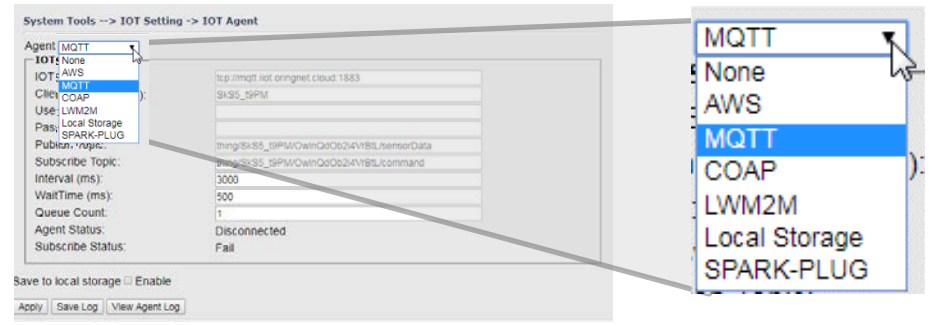 System Tools --> IOT Setting -> IOT Agent
Agent MQTT
None
AWS
MQTT
COAP
LWM2M
Local Storage
SPARK-PLUG
tcp://mqtt.iiot.oringnet.cloud:1883
):
SkS5_t9PM
Publish Topic:
Subscribe Topic:
Interval (ms): 3000
WaitTime (ms): 500
Queue Count: 1
Agent Status: Disconnected
Subscribe Status: Fail
Save to local storage Enable
Apply Save Log View Agent Log
MQTT
None
AWS
MQTT
COAP
):
LWM2M
Local Storage
SPARK-PLUG